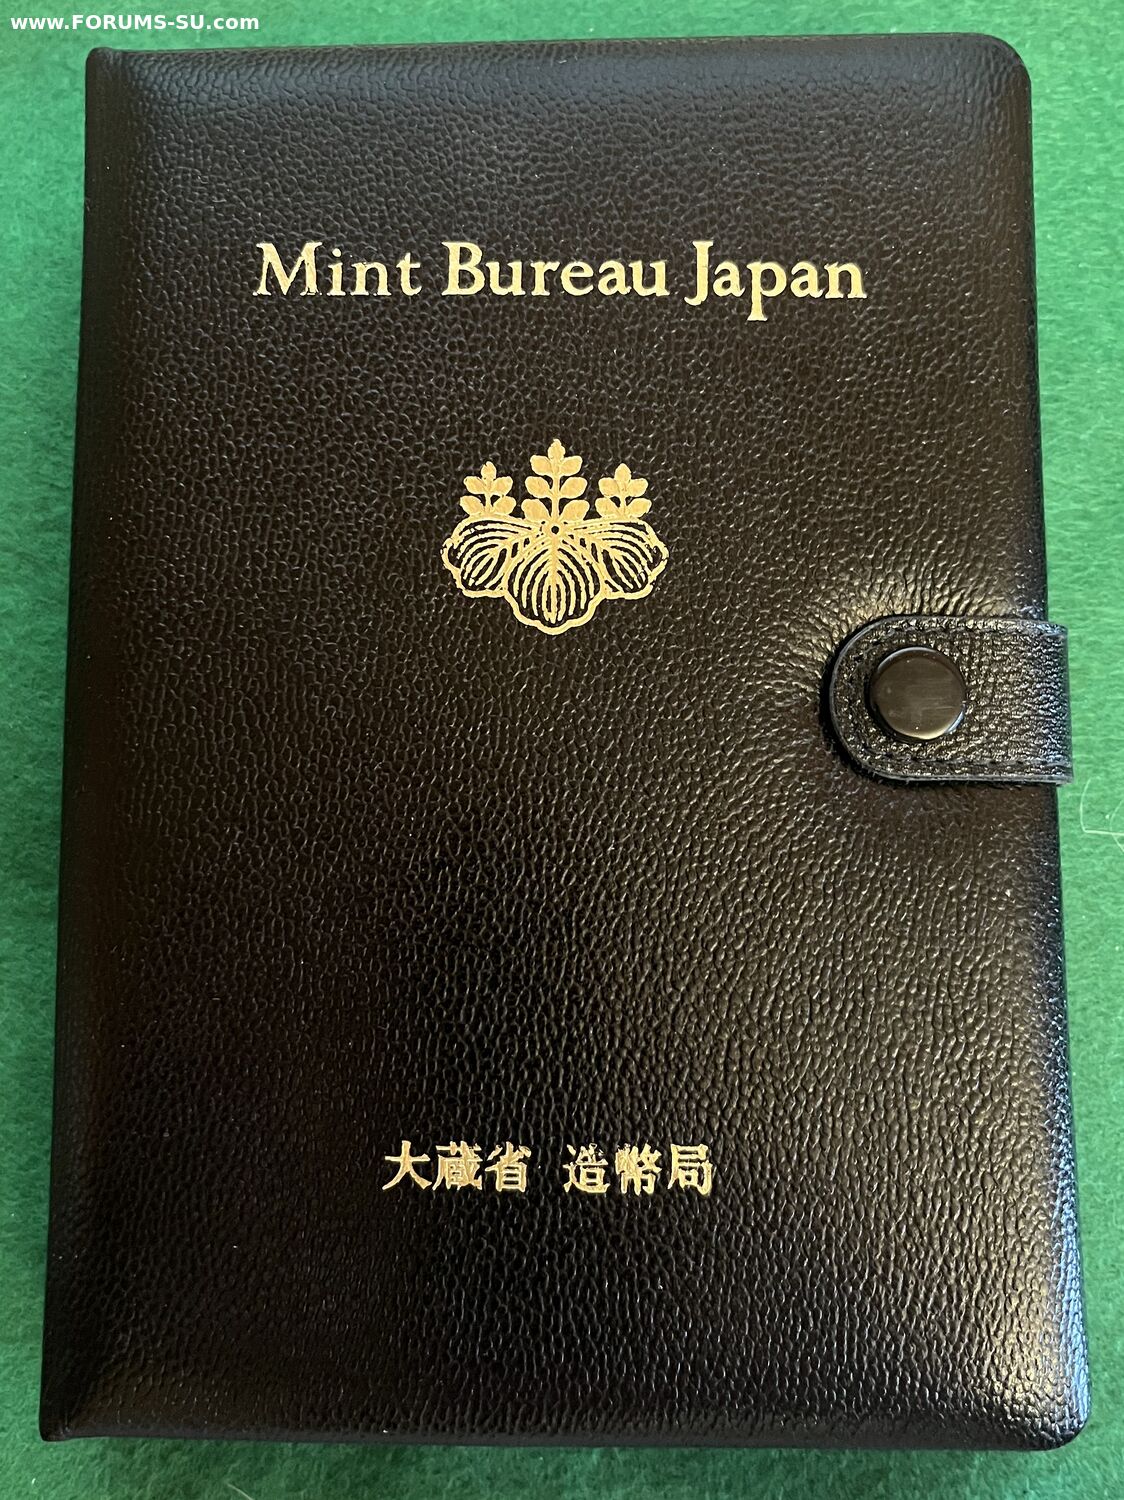 www.FORUMS-SU.com
Mint Bureau Japan
大蔵省 造幣局